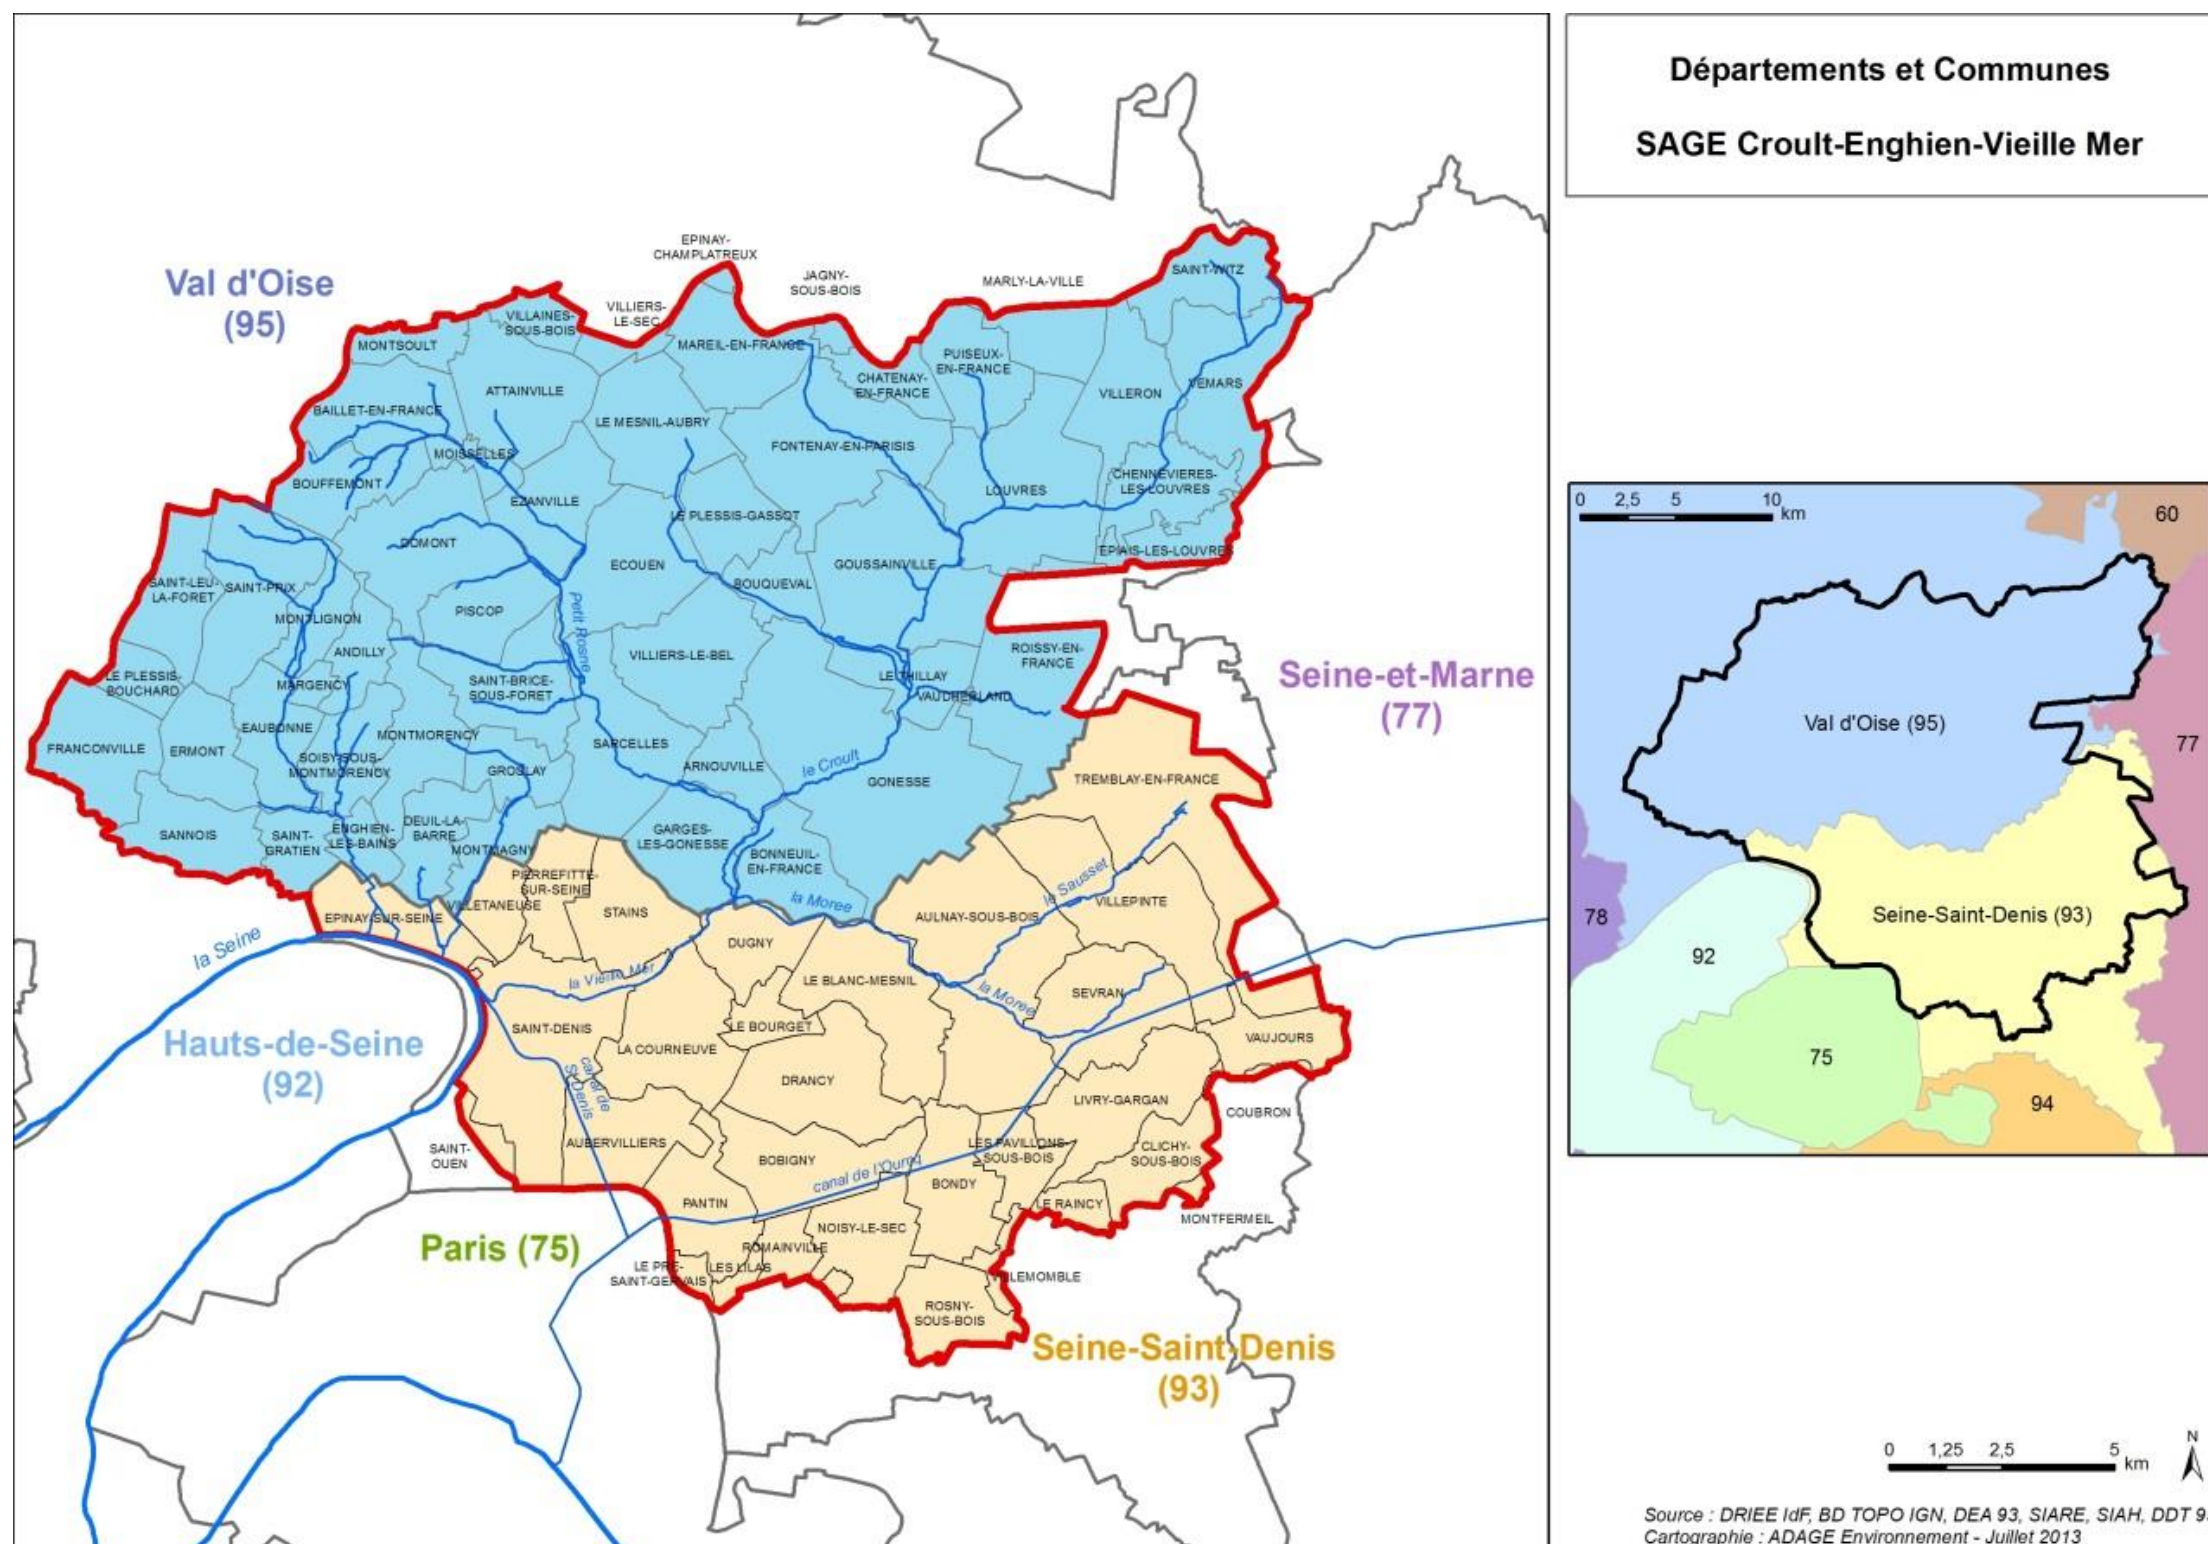 Départements et Communes
SAGE Croult-Enghien-Vieille Mer
EPINAY-
CHAMPLATREUX
JAGNY-
SOUS-BOIS
MARLY-LA-VILLE
SAINT-WITZ
Val d'Oise
(95)
VILLIERS-
LE-SEC
VILLAINES-
SOUS-BOIS
MONTSOULT
MAREIL-EN-FRANCE
PUISEUX-
EN-FRANCE
CHATENAY-
EN-FRANCE
VEMARS
VILLERON
ATTAINVILLE
BAILLET-EN-FRANCE
LE MESNIL-AUBRY
FONTENAY-EN-PARISIS
MOISSELLES
BOUFFEMONT
CHENNEVIERES-
LES-LOUVRES
LOUVRES
EZANVILLE
LE PLESSIS-GASSOT
DOMONT
EPIAIS-LES-LOUVRES
ECOUEN
GOUSSAINVILLE
BOUQUEVAL
SAINT-LEU-
LA-FORET
SAINT-PRIX
PISCOP
MONTLIGNON
Petit Rosne
ANDILLY
VILLIERS-LE-BEL
ROISSY-EN-
FRANCE
LE PLESSIS-
BOUCHARD
MARGENCY
SAINT-BRICE-
SOUS-FORET
LE THILLAY
VAUDHERLAND
Seine-et-Marne
(77)
EAUBONNE
FRANCONVILLE
ERMONT
MONTMORENCY
SARCELLES
SOISY-SOUS-
MONTMORENCY
GROSLAY
ARNOUVILLE
le Croult
GONESSE
TREMBLAY-EN-FRANCE
SANNOIS
SAINT-
GRATIEN
ENGHIEN-
LES-BAINS
DEUIL-LA-
BARRE
MONTMAGNY
GARGES-
LES-GONESSE
BONNEUIL-
EN-FRANCE
PIERREFITTE-
SUR-SEINE
le Sausset
VILLEPINTE
la Moree
EPINAY-SUR-SEINE
VILLETANEUSE
STAINS
AULNAY-SOUS-BOIS
la Seine
DUGNY
la Vieille Mer
LE BLANC-MESNIL
la Moree
SEVRAN
Hauts-de-Seine
(92)
SAINT-DENIS
LE BOURGET
LA COURNEUVE
VAUJOURS
canal de
St Denis
DRANCY
LIVRY-GARGAN
COUBRON
SAINT-
OUEN
AUBERVILLIERS
BOBIGNY
LES PAVILLONS-
SOUS-BOIS
CLICHY-
SOUS-BOIS
canal de l'Ourcq
BONDY
PANTIN
LE RAINCY
MONTFERMEIL
NOISY-LE-SEC
Paris (75)
ROMAINVILLE
LE PRE-
SAINT-GERVAIS
LES LILAS
ROSNY-
SOUS-BOIS
Seine-Saint-Denis
(93)
0 2,5 5 10
km
60
Val d'Oise (95)
77
78
Seine-Saint-Denis (93)
92
75
94
0 1,25 2,5 5
km
N
Source : DRIEE IdF, BD TOPO IGN, DEA 93, SIARE, SIAH, DDT
Cartographie : ADAGE Environnement - Juillet 2013